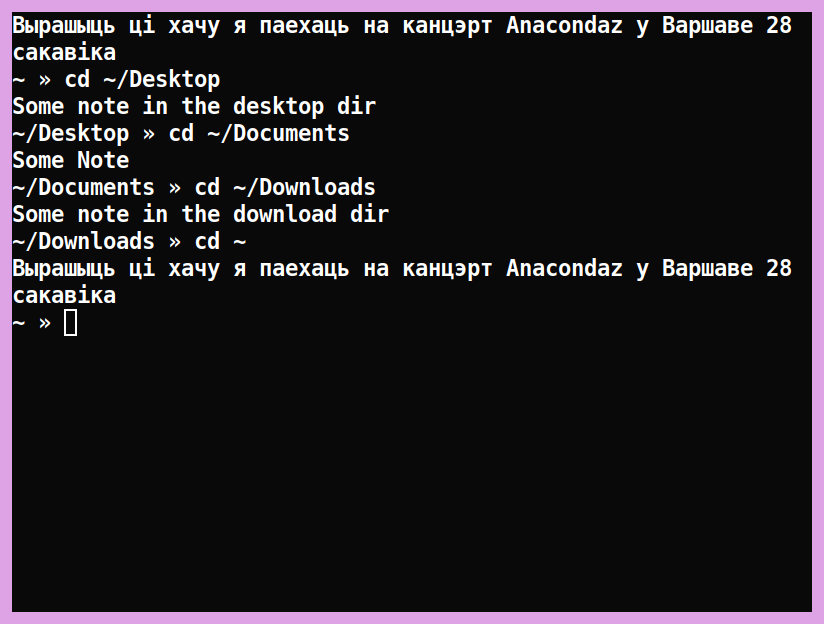 Вырашыць ці хачу я паехаць на канцэрт Anacondaz у Варшаве 28
сакавіка
~ » cd ~/Desktop
Some note in the desktop dir
~/Desktop » cd ~/Documents
Some Note
~/Documents » cd ~/Downloads
Some note in the download dir
~/Downloads » cd ~
Вырашыць ці хачу я паехаць на канцэрт Anacondaz у Варшаве 28
сакавіка
~ »